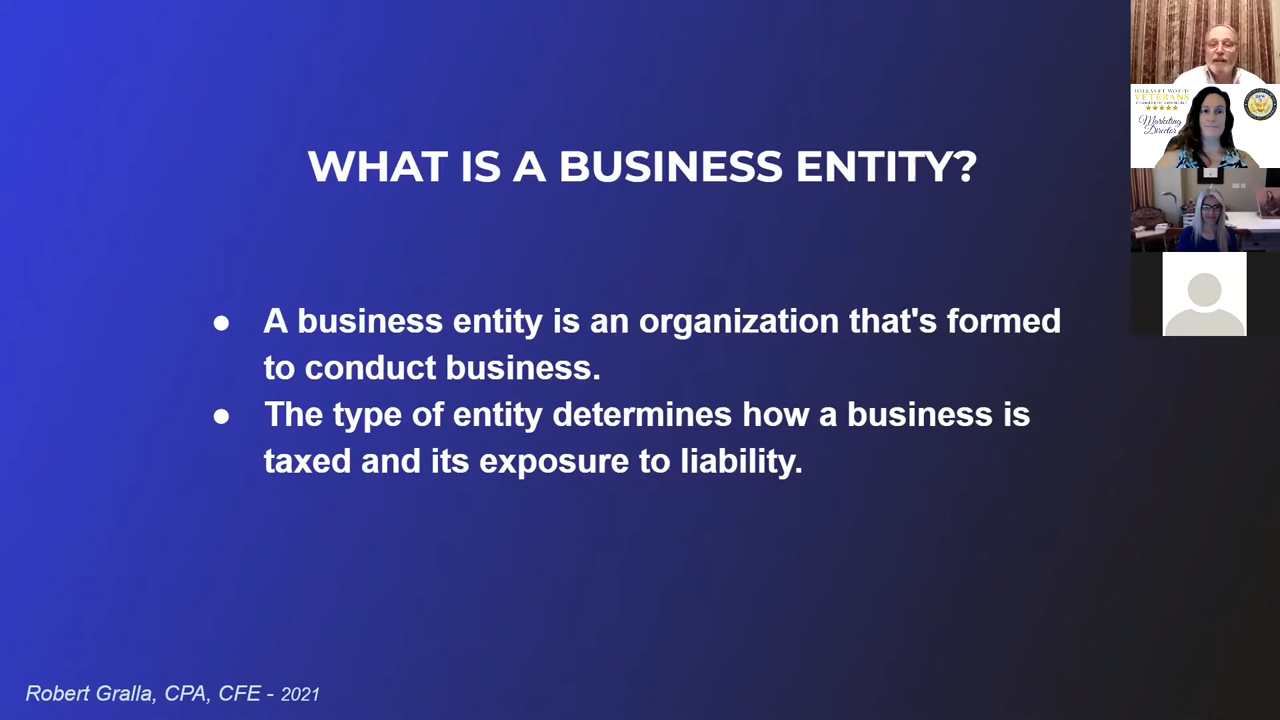 WHAT IS A BUSINESS ENTITY?
● A business entity is an organization that's formed
to conduct business.
● The type of entity determines how a business is
taxed and its exposure to liability.
Robert Gralla, CPA, CFE - 2021
VETERANS
Marketing
Director